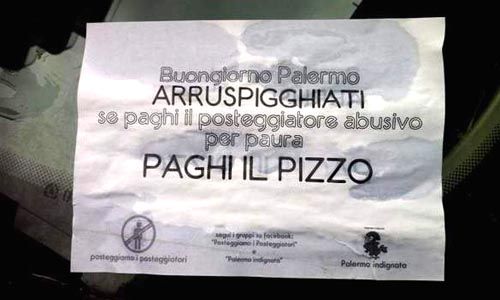 Buongiorno Palermo
ARRUSPIGGHIATI
se paghi il posteggiatore abusivo
per paura
PAGHI IL PIZZO
posteggiamo i posteggiatori
segui i gruppi su facebook:
"Posteggiamo i Posteggiatori"
e
"Palermo indignata"
Palermo indignata